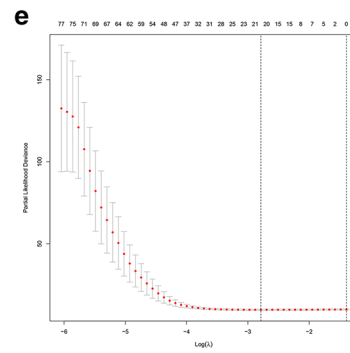 e
77 75 71 69 67 64 62 59 54 48 47 37 32 31 28 25 23 21 20 15 15 8 7 5 2 0
150
100
50
Partial Likelihood Deviance
−6 −5 −4 −3 −2
Log(λ)